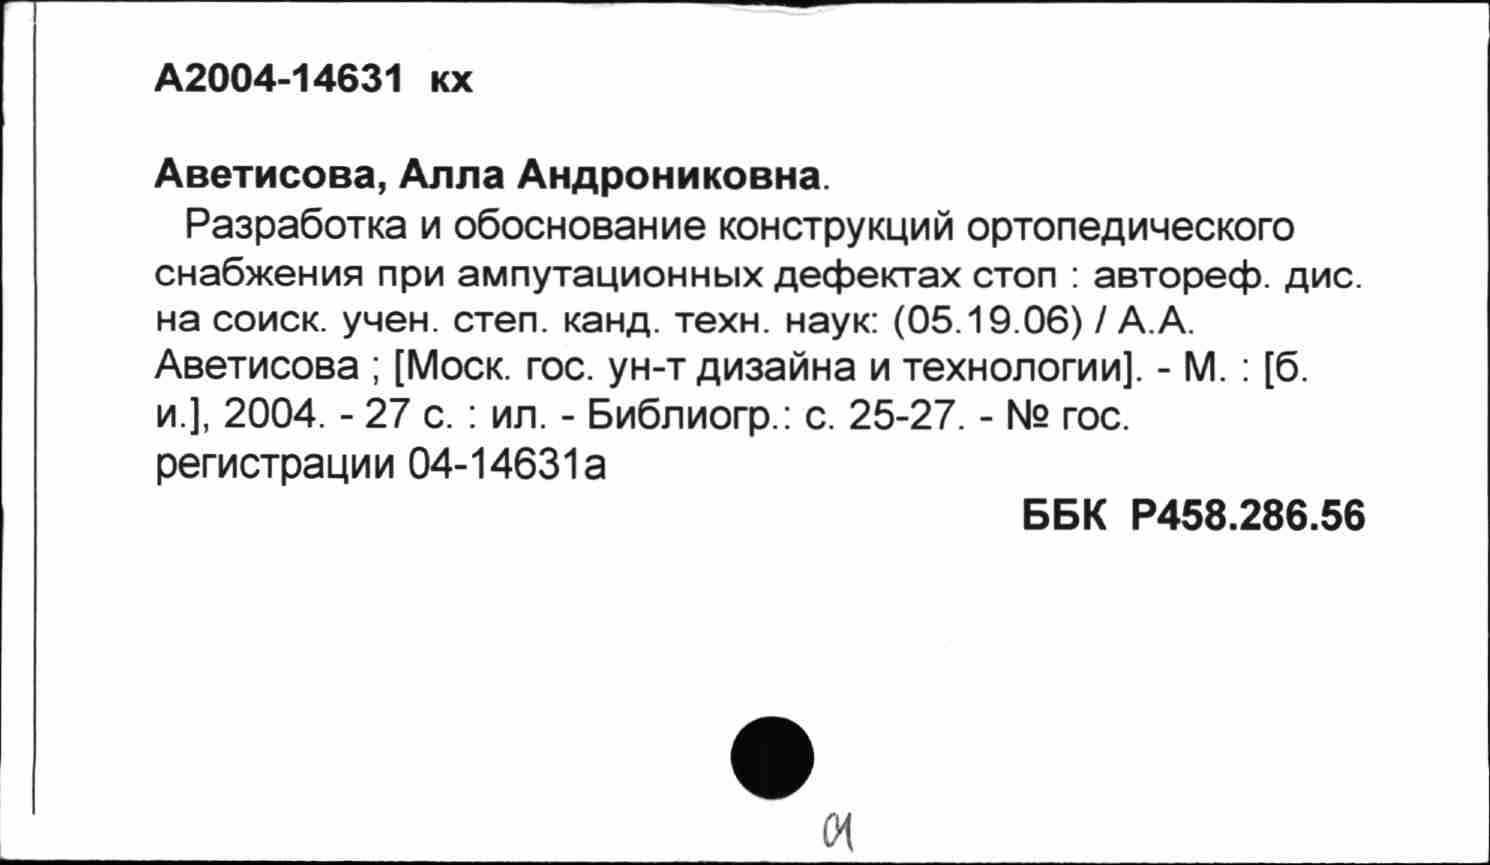 А2004-14631 кх
Аветисова, Алла Андрониковна.
Разработка и обоснование конструкций ортопедического
снабжения при ампутационных дефектах стоп : автореф. дис.
на соиск. учен. степ. канд. техн. наук: (05.19.06) / А.А.
Аветисова ; [Моск. гос. ун-т дизайна и технологии]. - М. : [б.
и.], 2004. - 27 с. : ил. - Библиогр.: с. 25-27. - № гос.
регистрации 04-14631а
ББК Р458.286.56